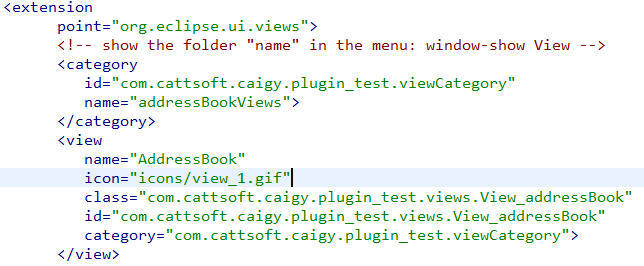 <extension
point="org.eclipse.ui.views">
<!-- show the folder "name" in the menu: window-show View -->
<category
id="com.cattsoft.caigy.plugin_test.viewCategory"
name="addressBookViews">
</category>
<view
name="AddressBook"
icon="icons/view_1.gif"
class="com.cattsoft.caigy.plugin_test.views.View_addressBook"
id="com.cattsoft.caigy.plugin_test.views.View_addressBook"
category="com.cattsoft.caigy.plugin_test.viewCategory">
</view>